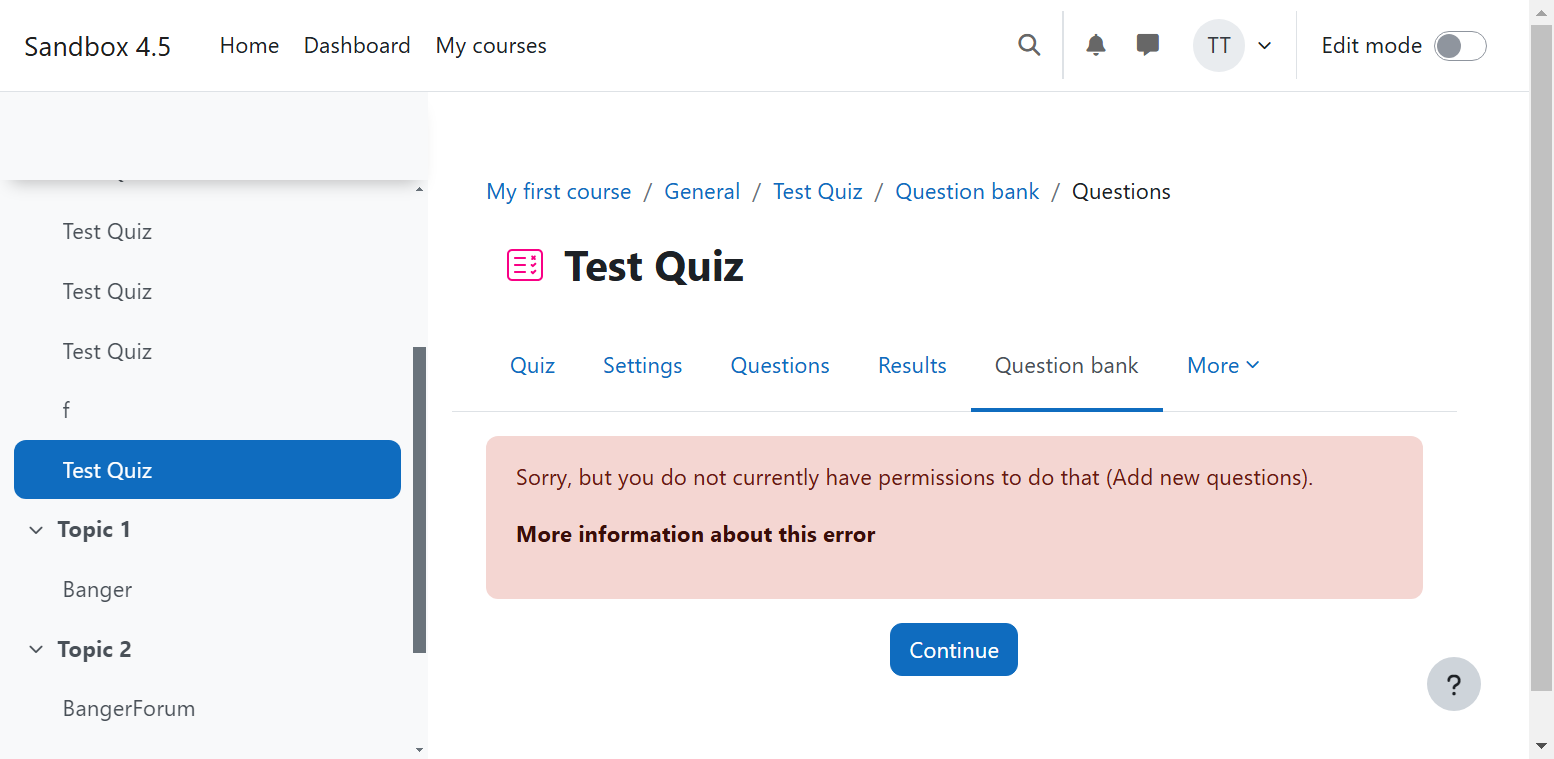 Sandbox 4.5 Home Dashboard My courses TT Edit mode
My first course / General / Test Quiz / Question bank / Questions
Test Quiz
Quiz Settings Questions Results Question bank More
Sorry, but you do not currently have permissions to do that (Add new questions).
More information about this error
Continue
?
Test Quiz
Test Quiz
Test Quiz
f
Test Quiz
Topic 1
Banger
Topic 2
BangerForum